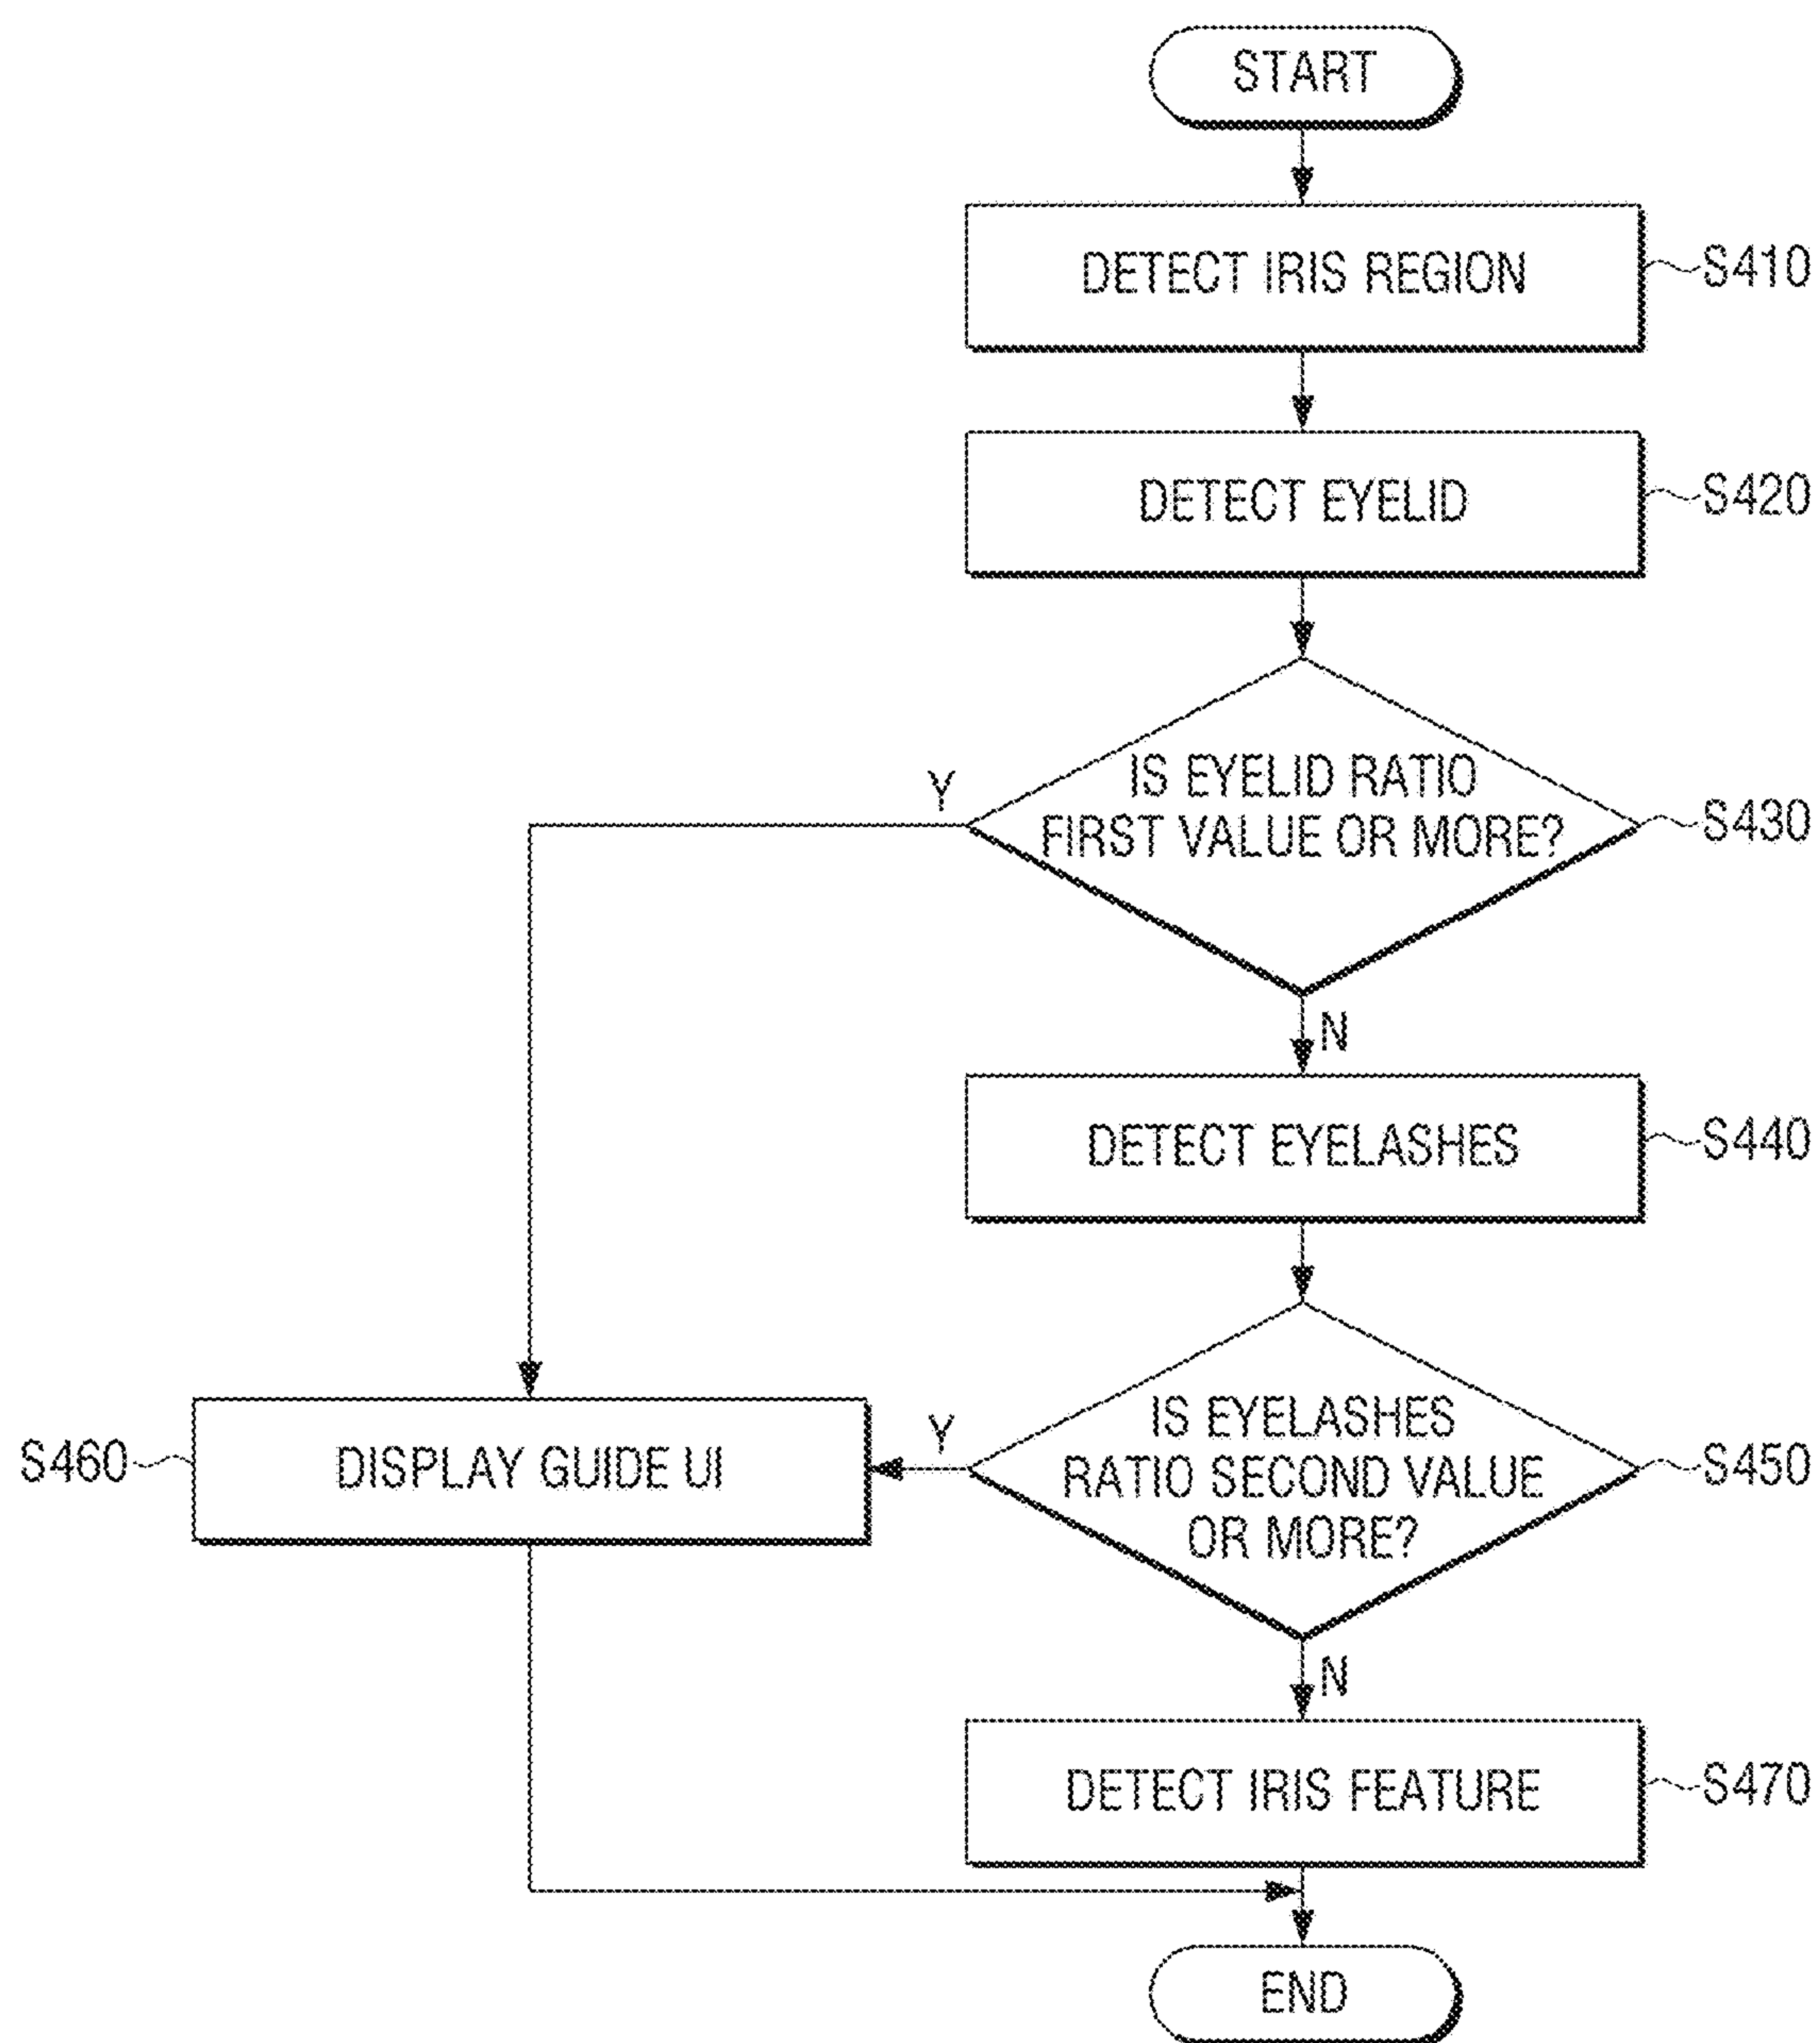 START
DETECT IRIS REGION
S410
DETECT EYELID
S420
IS EYELID RATIO
FIRST VALUE OR MORE?
S430
Y
N
DETECT EYELASHES
S440
IS EYELASHES
RATIO SECOND VALUE
OR MORE?
S450
Y
S460
DISPLAY GUIDE UI
N
DETECT IRIS FEATURE
S470
END